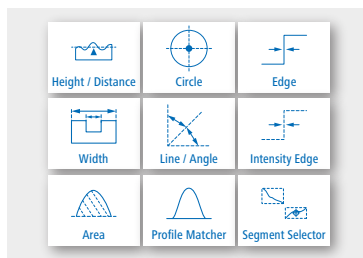 Height / Distance
Circle
Edge
Width
Line / Angle
Intensity Edge
Area
Profile Matcher
Segment Selector